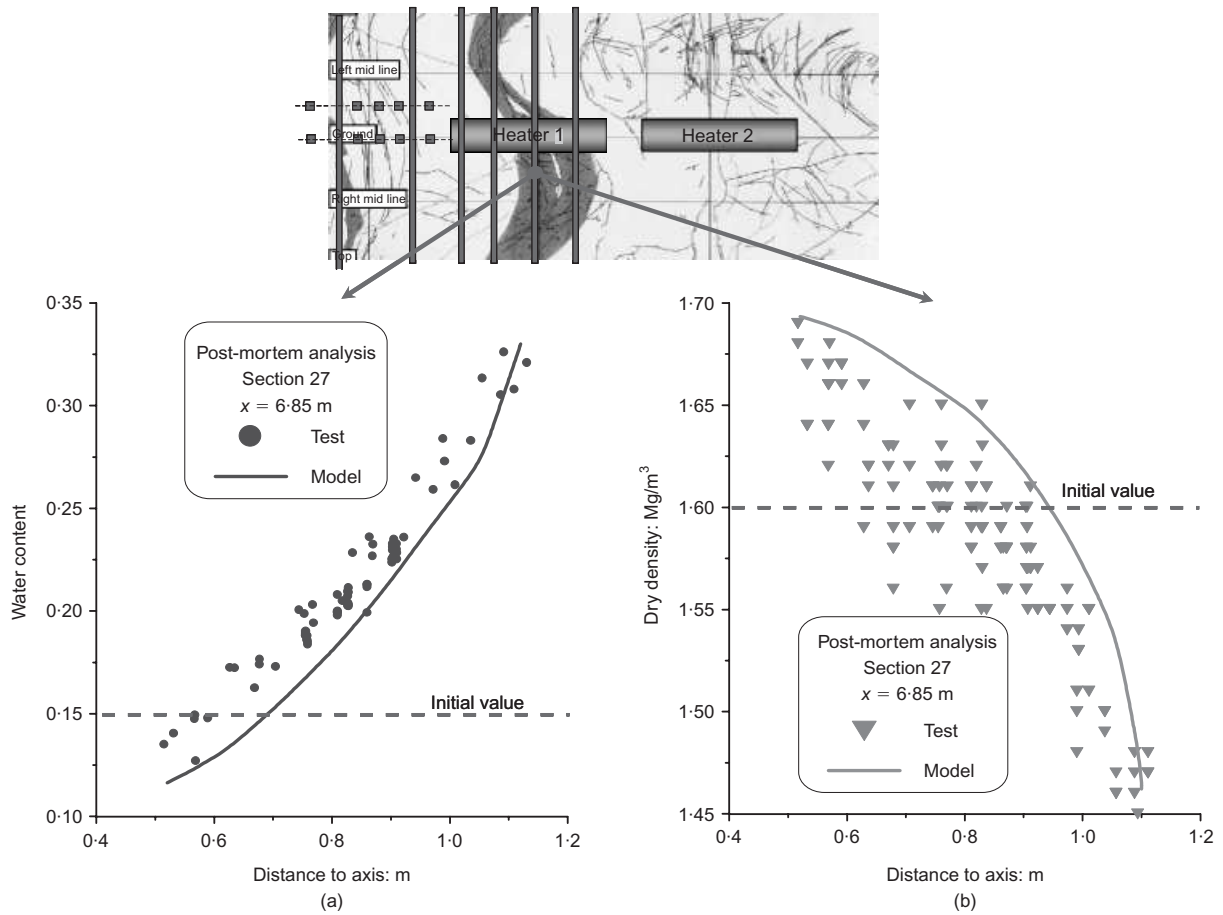 Left mid line
Ground
Heater 1
Heater 2
Right mid line
Top
0·35
0·30
0·25
0·20
0·15
0·10
Water content
Post-mortem analysis
Section 27
x = 6·85 m
Test
Model
Initial value
0·4
0·6
0·8
1·0
1·2
Distance to axis: m
(a)
1·70
1·65
1·60
1·55
1·50
1·45
Dry density: Mg/m³
Initial value
Post-mortem analysis
Section 27
x = 6·85 m
Test
Model
0·4
0·6
0·8
1·0
1·2
Distance to axis: m
(b)